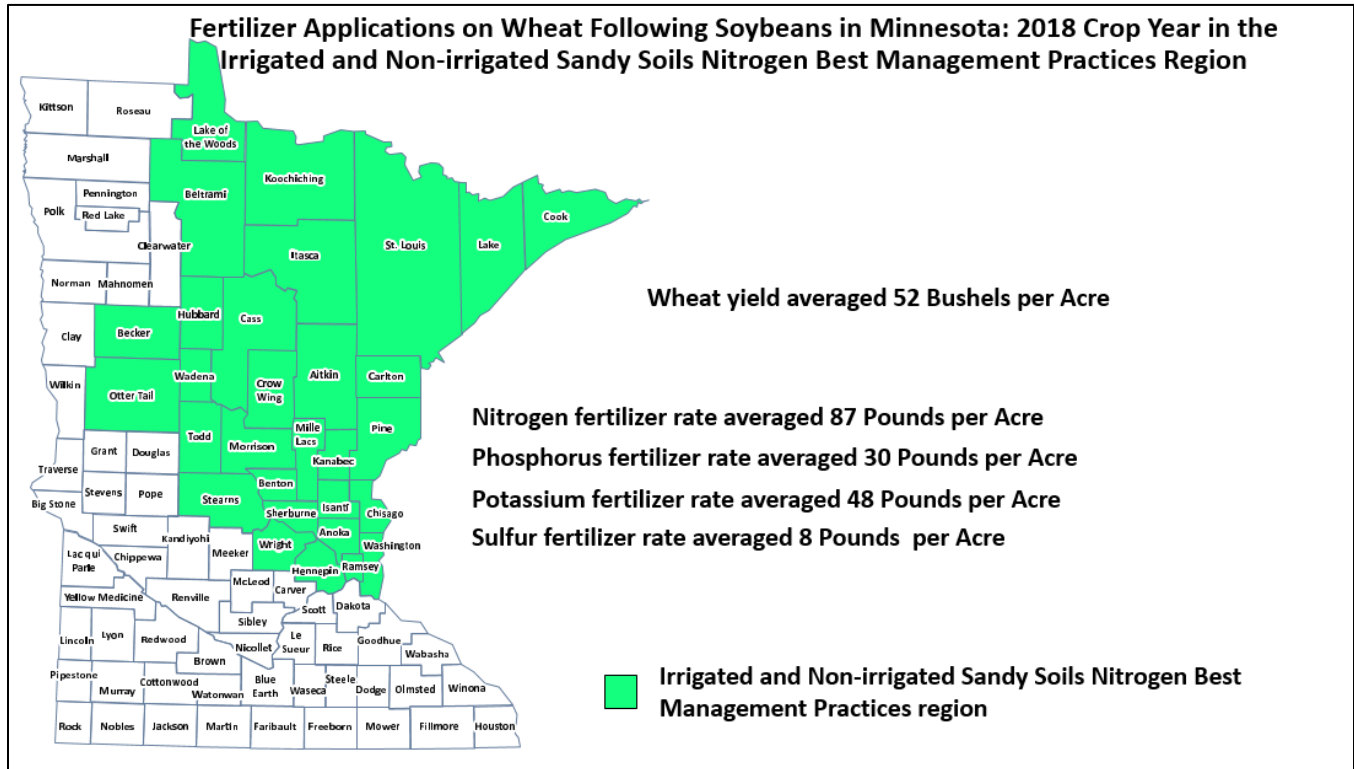 Fertilizer Applications on Wheat Following Soybeans in Minnesota: 2018 Crop Year in the
Irrigated and Non-irrigated Sandy Soils Nitrogen Best Management Practices Region
Kittson
Roseau
Lake of
the Woods
Marshall
Koochiching
Pennington
Beltrami
Polk
Red Lake
Cook
Clearwater
St. Louis
Lake
Itasca
Norman
Mahnomen
Wheat yield averaged 52 Bushels per Acre
Hubbard
Cass
Becker
Clay
Wadena
Aitkin
Carlton
Wilkin
Crow
Wing
Otter Tail
Nitrogen fertilizer rate averaged 87 Pounds per Acre
Mille
Lacs
Pine
Todd
Morrison
Grant
Douglas
Kanabec
Phosphorus fertilizer rate averaged 30 Pounds per Acre
Traverse
Benton
Stevens
Pope
Stearns
Potassium fertilizer rate averaged 48 Pounds per Acre
Big Stone
Isanti
Sherburne
Chisago
Swift
Anoka
Kandiyohi
Sulfur fertilizer rate averaged 8 Pounds per Acre
Wright
Washington
Lac qui
Parle
Chippewa
Meeker
Hennepin
Ramsey
McLeod
Carver
Yellow Medicine
Renville
Scott
Dakota
Sibley
Lincoln
Lyon
Redwood
Nicollet
Le
Sueur
Rice
Goodhue
Wabasha
Brown
Pipestone
Murray
Cottonwood
Watonwan
Blue
Earth
Waseca
Steele
Dodge
Olmsted
Winona
Irrigated and Non-irrigated Sandy Soils Nitrogen Best
Management Practices region
Rock
Nobles
Jackson
Martin
Faribault
Freeborn
Mower
Fillmore
Houston